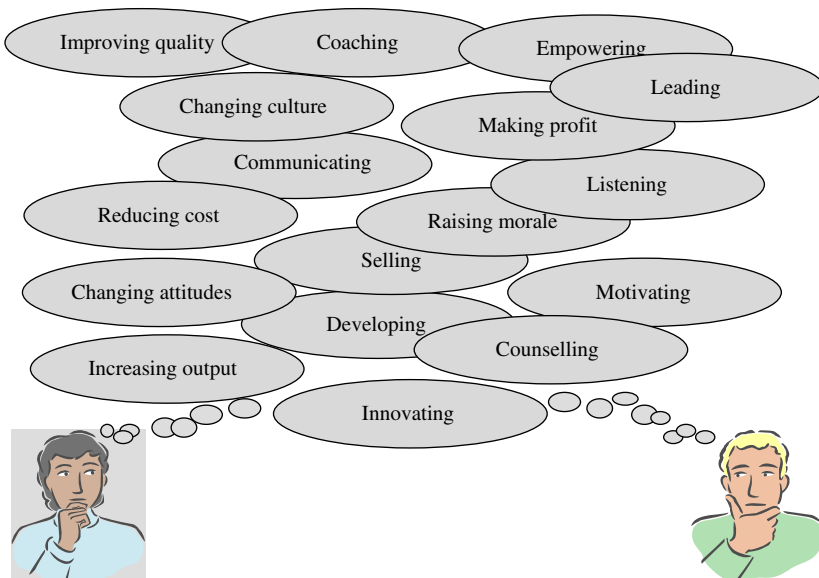 Improving quality
Coaching
Empowering
Leading
Changing culture
Making profit
Communicating
Listening
Reducing cost
Raising morale
Selling
Changing attitudes
Motivating
Developing
Counselling
Increasing output
Innovating